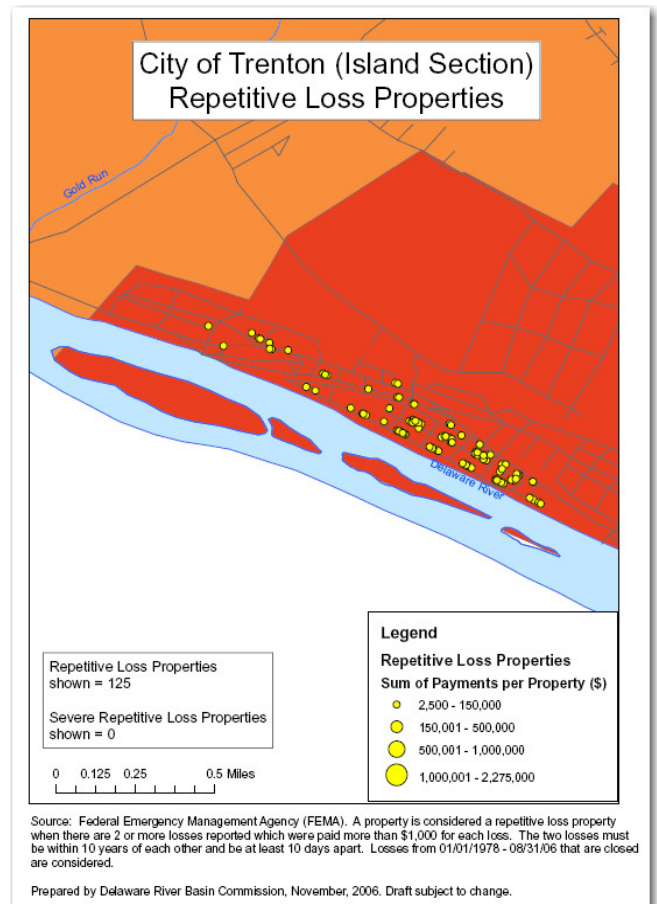 City of Trenton (Island Section)
Repetitive Loss Properties
Gold Run
Delaware River
Repetitive Loss Properties
shown = 125
Severe Repetitive Loss Properties
shown = 0
0 0.125 0.25 0.5 Miles
Legend
Repetitive Loss Properties
Sum of Payments per Property ($)
2,500 - 150,000
150,001 - 500,000
500,001 - 1,000,000
1,000,001 - 2,275,000
Source: Federal Emergency Management Agency (FEMA). A property is considered a repetitive loss property
when there are 2 or more losses reported which were paid more than $1,000 for each loss. The two losses must
be within 10 years of each other and be at least 10 days apart. Losses from 01/01/1978 - 08/31/06 that are closed
are considered.
Prepared by Delaware River Basin Commission, November, 2006. Draft subject to change.